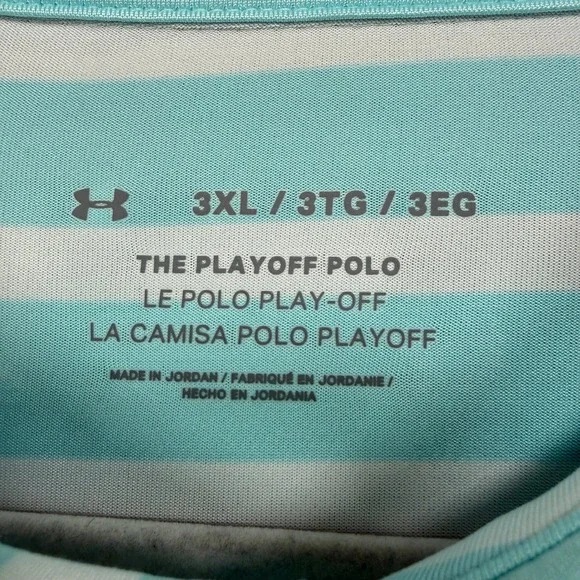 3XL / 3TG / 3EG
THE PLAYOFF POLO
LE POLO PLAY-OFF
LA CAMISA POLO PLAYOFF
MADE IN JORDAN / FABRIQUÉ EN JORDANIE /
HECHO EN JORDANIA